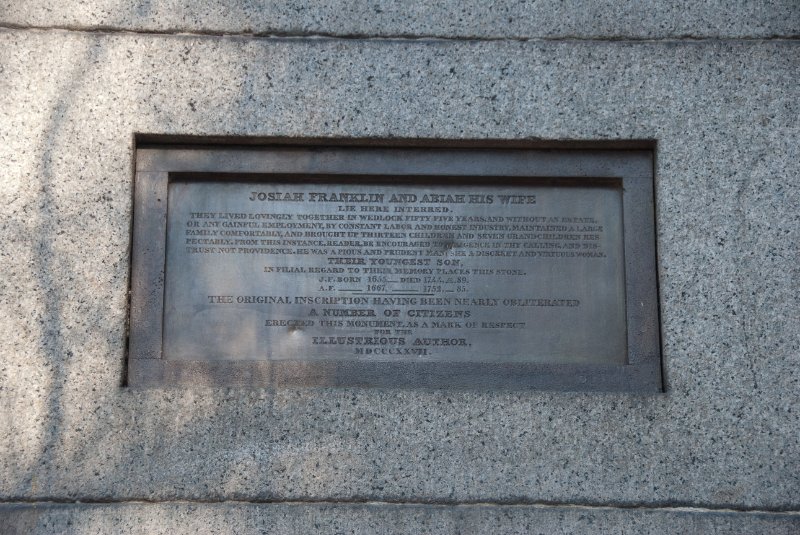 JOSIAH FRANKLIN AND ABIAH HIS WIFE
LIE HERE INTERRED.
THEY LIVED LOVINGLY TOGETHER IN WEDLOCK FIFTY-FIVE YEARS, AND WITHOUT AN ESTATE
OR ANY GAINFUL EMPLOYMENT, BY CONSTANT LABOR AND HONEST INDUSTRY, MAINTAINED A LARGE
FAMILY COMFORTABLY, AND BROUGHT UP THIRTEEN CHILDREN AND SEVEN GRANDCHILDREN RES
PECTABLY. FROM THIS INSTANCE, READER, BE ENCOURAGED TO DILIGENCE IN THY CALLING, AND DIS-
TRUST NOT PROVIDENCE. HE WAS A PIOUS AND PRUDENT MAN, SHE A DISCREET AND VIRTUOUS WOMAN.
THEIR YOUNGEST SON,
IN FILIAL REGARD TO THEIR MEMORY PLACES THIS STONE.
J.F. BORN 1655 — DIED 1744, Æ 89.
A.F. — 1667, — 1752, — 85.
THE ORIGINAL INSCRIPTION HAVING BEEN NEARLY OBLITERATED
A NUMBER OF CITIZENS
ERECTED THIS MONUMENT, AS A MARK OF RESPECT
FOR THE
ILLUSTRIOUS AUTHOR.
MDCCCXXVII.